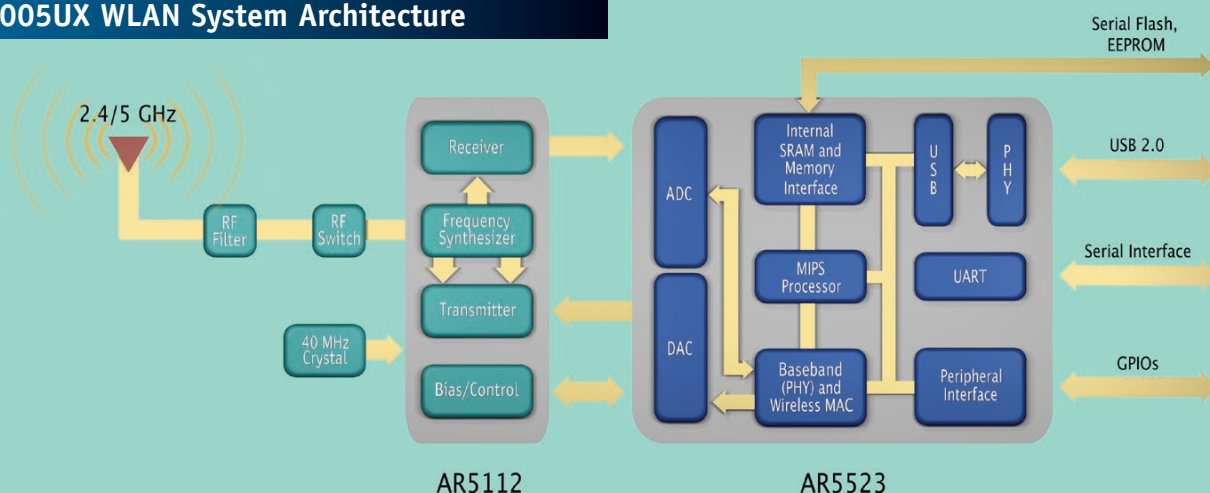 005UX WLAN System Architecture
Serial Flash,
EEPROM
2.4/5 GHz
RF
Filter
RF
Switch
40 MHz
Crystal
Receiver
Frequency
Synthesizer
Transmitter
Bias/Control
AR5112
ADC
DAC
Internal
SRAM and
Memory
Interface
MIPS
Processor
Baseband
(PHY) and
Wireless MAC
U
S
B
P
H
Y
UART
Peripheral
Interface
AR5523
USB 2.0
Serial Interface
GPIOs